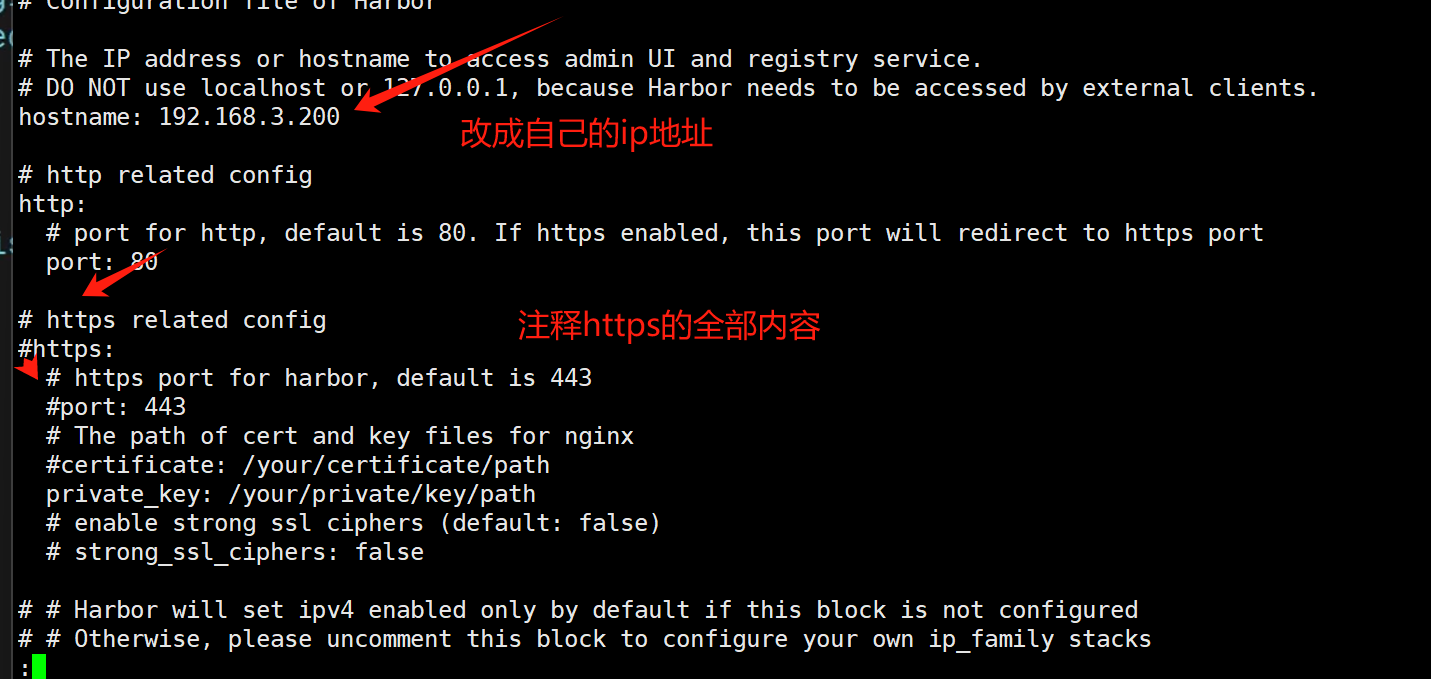 # Configuration file of Harbor
# The IP address or hostname to access admin UI and registry service.
# DO NOT use localhost or 127.0.0.1, because Harbor needs to be accessed by external clients.
hostname: 192.168.3.200
改成自己的ip地址
# http related config
http:
  # port for http, default is 80. If https enabled, this port will redirect to https port
  port: 80
# https related config
注释https的全部内容
#https:
  # https port for harbor, default is 443
  #port: 443
  # The path of cert and key files for nginx
  #certificate: /your/certificate/path
  private_key: /your/private/key/path
  # enable strong ssl ciphers (default: false)
  # strong_ssl_ciphers: false
# # Harbor will set ipv4 enabled only by default if this block is not configured
# # Otherwise, please uncomment this block to configure your own ip_family stacks
: